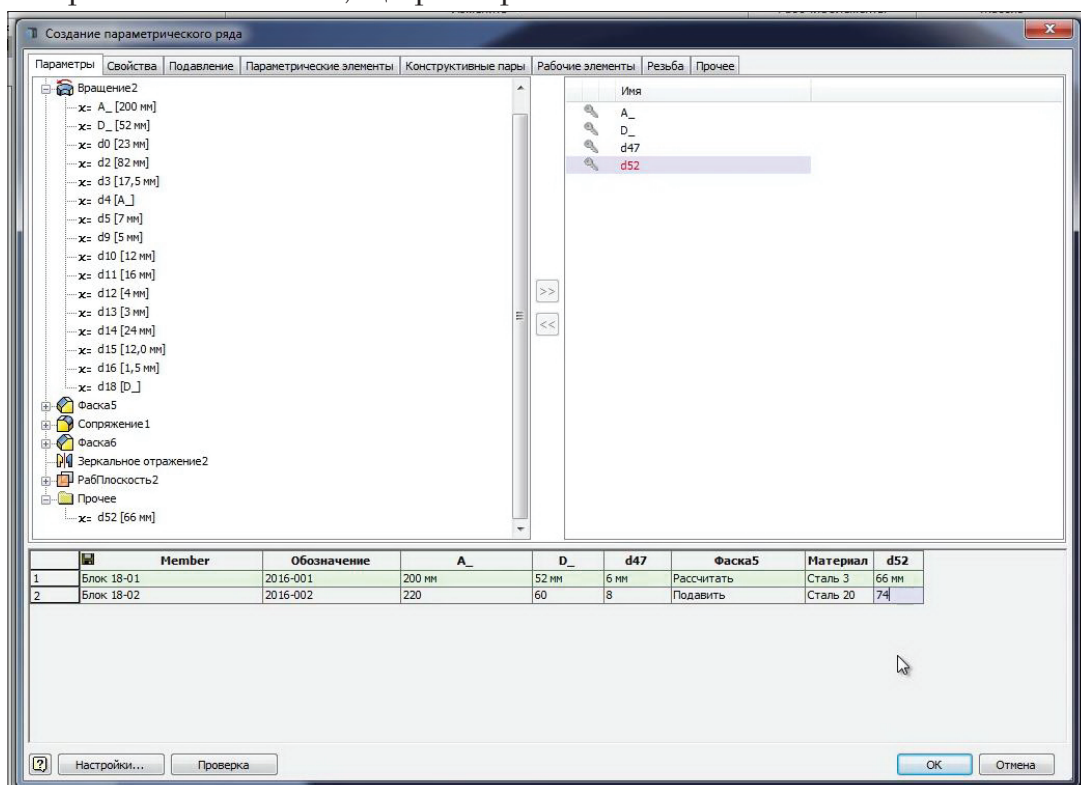 Создание параметрического ряда
Параметры Свойства Подавление Параметрические элементы Конструктивные пары Рабочие элементы Резьба Прочее
Вращение2
x= A_ [200 мм]
x= D_ [52 мм]
x= d0 [23 мм]
x= d2 [82 мм]
x= d3 [17,5 мм]
x= d4 [A_]
x= d5 [7 мм]
x= d9 [5 мм]
x= d10 [12 мм]
x= d11 [16 мм]
x= d12 [4 мм]
x= d13 [3 мм]
x= d14 [24 мм]
x= d15 [12,0 мм]
x= d16 [1,5 мм]
x= d18 [D_]
Фаска5
Сопряжение1
Фаска6
Зеркальное отражение2
РабПлоскость2
Прочее
x= d52 [66 мм]
>>
<<
Имя
A_
D_
d47
d52
Member Обозначение A_ D_ d47 Фаска5 Материал d52
1 Блок 18-01 2016-001 200 мм 52 мм 6 мм Рассчитать Сталь 3 66 мм
2 Блок 18-02 2016-002 220 60 8 Подавить Сталь 20 74
Настройки... Проверка OK Отмена